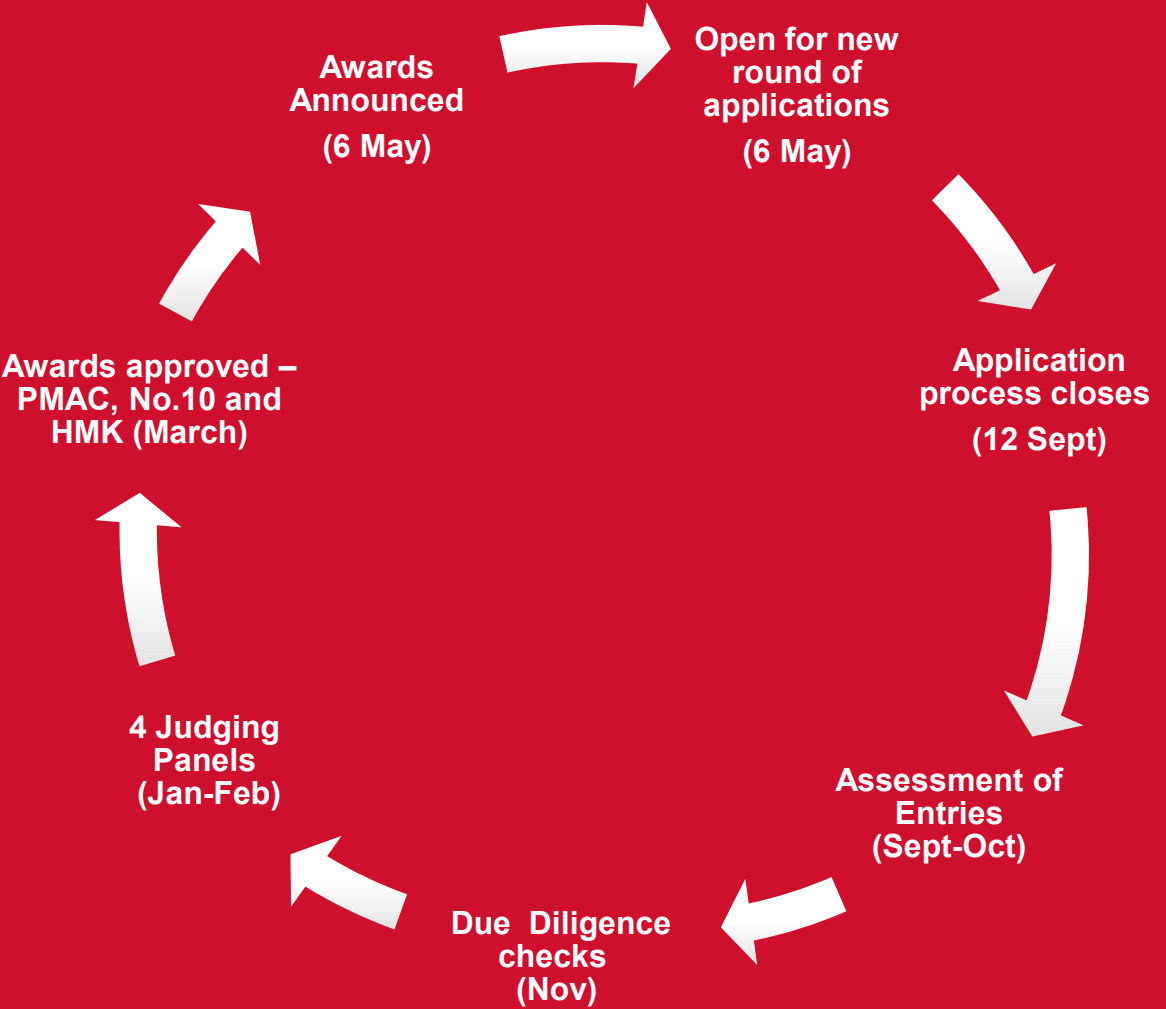 Awards
Announced
(6 May)
Open for new
round of
applications
(6 May)
Application
process closes
(12 Sept)
Assessment of
Entries
(Sept-Oct)
Due  Diligence
checks
(Nov)
4 Judging
Panels
(Jan-Feb)
Awards approved –
PMAC, No.10 and
HMK (March)